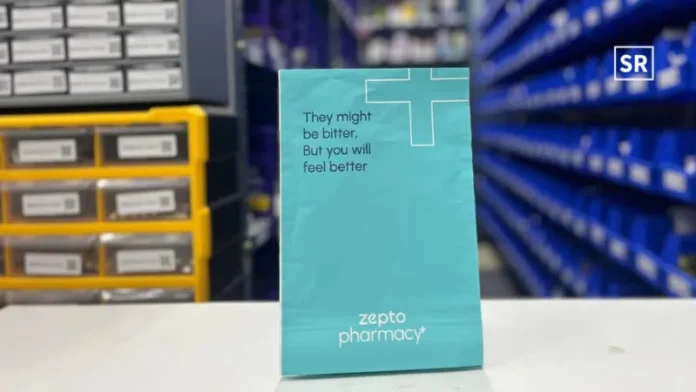 SR
They might
be bitter.
But you will
feel better
zepto
pharmacy+